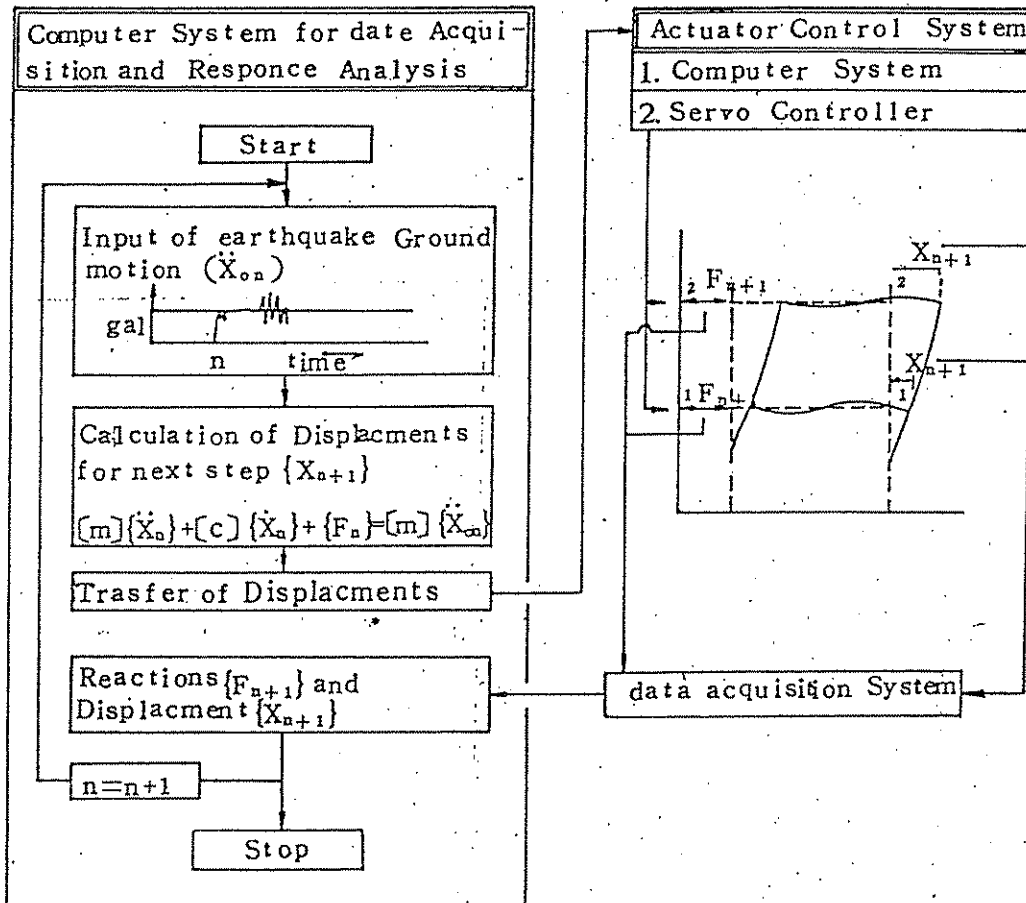 Computer System for date Acqui-
sition and Responce Analysis
Start
Input of earthquake Ground
motion (Ẍ₀ₙ)
gal
n
time
Calculation of Displacments
for next step {Xₙ₊₁}
[m]{Ẍₙ}+[c]{Ẋₙ}+{Fₙ}=[m]{Ẍ₀ₙ}
Trasfer of Displacments
Reactions{Fₙ₊₁} and
Displacment{Xₙ₊₁}
n=n+1
Stop
Actuator Control System
1. Computer System
2. Servo Controller
Xₙ₊₁
2
2 Fₙ₊₁
Xₙ₊₁
1
1 Fₙ₊
data acquisition System